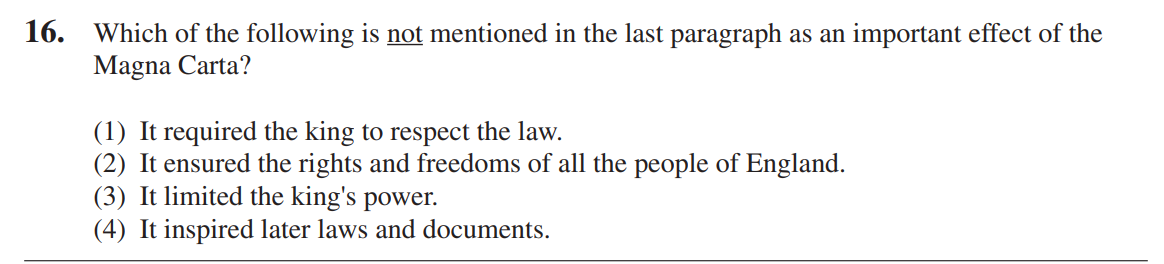 16. Which of the following is not mentioned in the last paragraph as an important effect of the
Magna Carta?
(1) It required the king to respect the law.
(2) It ensured the rights and freedoms of all the people of England.
(3) It limited the king's power.
(4) It inspired later laws and documents.